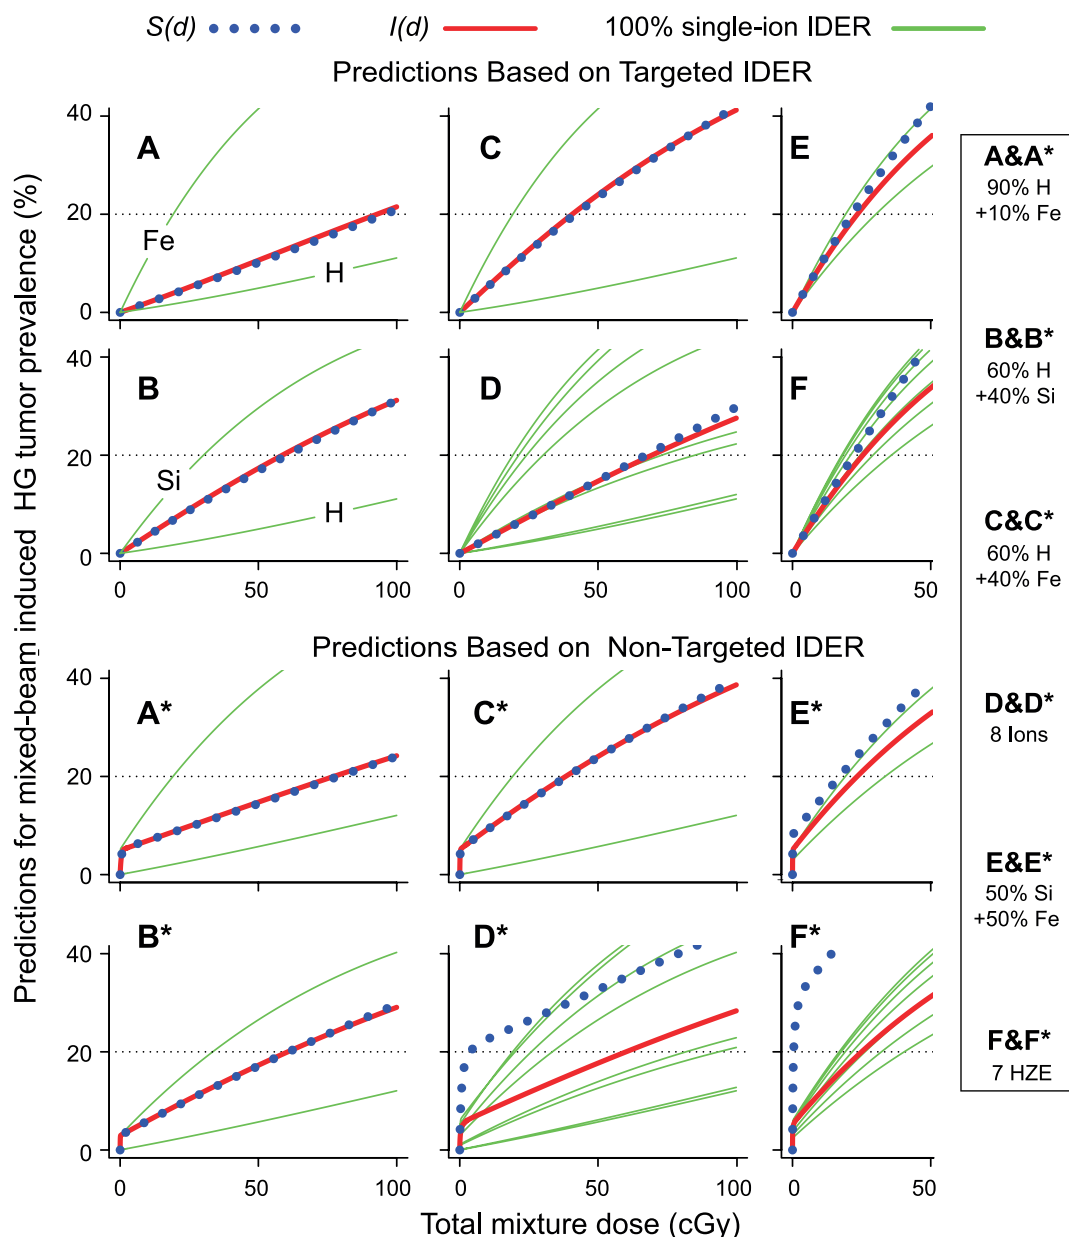 S(d) I(d) 100% single-ion IDER
Predictions Based on Targeted IDER
Predictions for mixed-beam induced HG tumor prevalence (%)
40
20
0
A
Fe
H
C
E
40
20
0
B
Si
H
D
F
0 50 100
0 50 100
0 50
Predictions Based on Non-Targeted IDER
40
20
0
A*
C*
E*
40
20
0
B*
D*
F*
0 50 100
0 50 100
0 50
Total mixture dose (cGy)
A&A*
90% H
+10% Fe
B&B*
60% H
+40% Si
C&C*
60% H
+40% Fe
D&D*
8 Ions
E&E*
50% Si
+50% Fe
F&F*
7 HZE